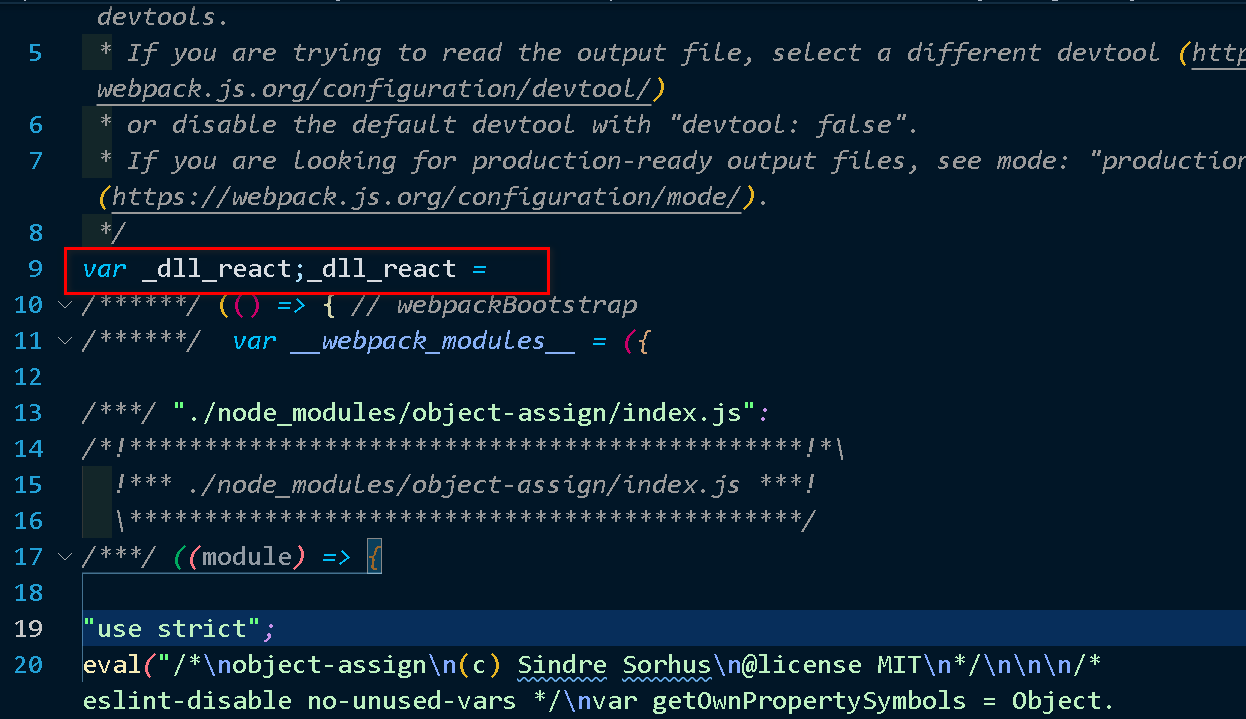 devtools.
5 * If you are trying to read the output file, select a different devtool (http
webpack.js.org/configuration/devtool/)
6 * or disable the default devtool with "devtool: false".
7 * If you are looking for production-ready output files, see mode: "production
(https://webpack.js.org/configuration/mode/).
8 */
9 var _dll_react;_dll_react =
10 /******/ (() => { // webpackBootstrap
11 /******/ var __webpack_modules__ = ({
12
13 /***/ "./node_modules/object-assign/index.js":
14 /*!*********************************************!*\
15 !*** ./node_modules/object-assign/index.js ***!
16 \*********************************************/
17 /***/ ((module) => {
18
19 "use strict";
20 eval("/*\nobject-assign\n(c) Sindre Sorhus\n@license MIT\n*/\n\n\n/*
eslint-disable no-unused-vars */\nvar getOwnPropertySymbols = Object.